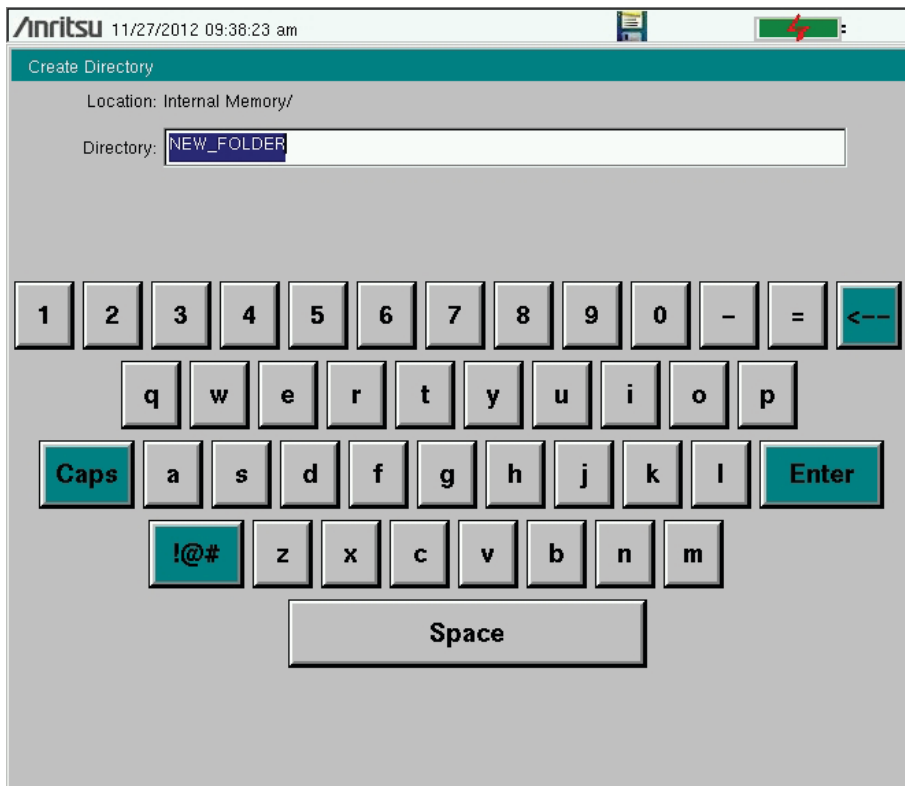 Anritsu 11/27/2012 09:38:23 am
Create Directory
Location: Internal Memory/
Directory: NEW_FOLDER
1 2 3 4 5 6 7 8 9 0 - = <--
q w e r t y u i o p
Caps a s d f g h j k l Enter
!@# z x c v b n m
Space